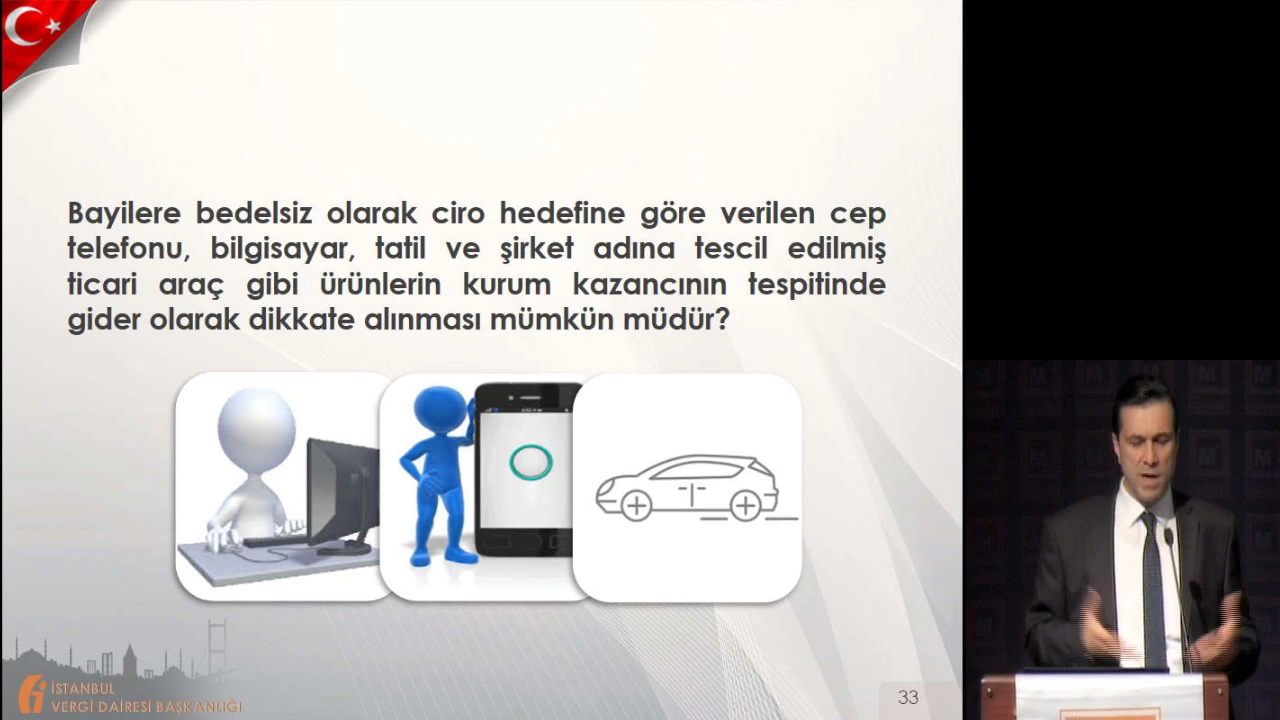 Bayilere bedelsiz olarak ciro hedefine göre verilen cep
telefonu, bilgisayar, tatil ve şirket adına tescil edilmiş
ticari araç gibi ürünlerin kurum kazancının tespitinde
gider olarak dikkate alınması mümkün müdür?
İSTANBUL
VERGİ DAİRESİ BAŞKANLIĞI
33